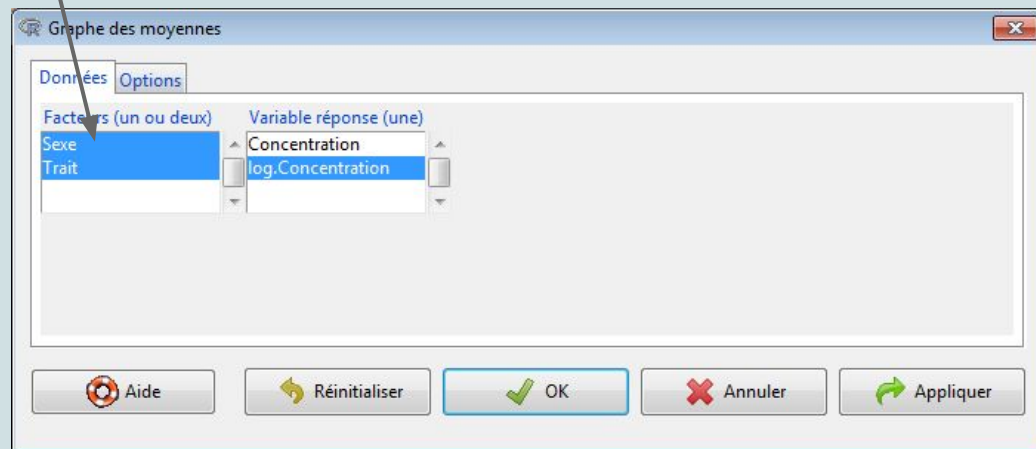 Graphe des moyennes
Données Options
Facteurs (un ou deux) Variable réponse (une)
Sexe Concentration
Trait log.Concentration
Aide Réinitialiser OK Annuler Appliquer